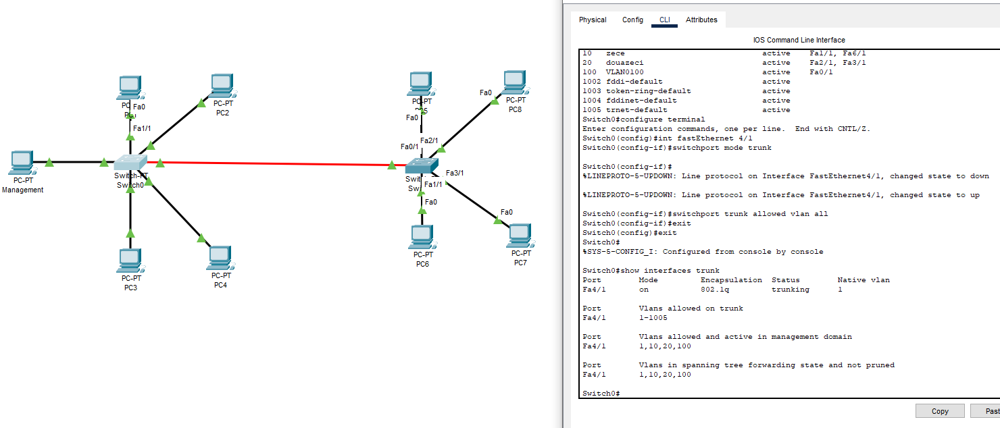 Physical Config CLI Attributes
IOS Command Line Interface
10 zece active Fa1/1, Fa6/1
20 douazeci active Fa2/1, Fa3/1
100 VLAN0100 active Fa0/1
1002 fddi-default active
1003 token-ring-default active
1004 fddinet-default active
1005 trnet-default active
Switch0#configure terminal
Enter configuration commands, one per line. End with CNTL/Z.
Switch0(config)#int fastEthernet 4/1
Switch0(config-if)#switchport mode trunk
Switch0(config-if)#
%LINEPROTO-5-UPDOWN: Line protocol on Interface FastEthernet4/1, changed state to down
%LINEPROTO-5-UPDOWN: Line protocol on Interface FastEthernet4/1, changed state to up
Switch0(config-if)#switchport trunk allowed vlan all
Switch0(config-if)#exit
Switch0(config)#exit
Switch0#
%SYS-5-CONFIG_I: Configured from console by console
Switch0#show interfaces trunk
Port Mode Encapsulation Status Native vlan
Fa4/1 on 802.1q trunking 1
Port Vlans allowed on trunk
Fa4/1 1-1005
Port Vlans allowed and active in management domain
Fa4/1 1,10,20,100
Port Vlans in spanning tree forwarding state and not pruned
Fa4/1 1,10,20,100
Switch0#
Copy
Fa0
Fa1/1
PC-PT
PC2
PC-PT
Management
Switch-PT
Switch0
PC-PT
PC3
PC-PT
PC4
PC-PT
Fa0
Fa0
PC-PT
PC8
Fa2/1
Fa0/1
Fa3/1
Fa1/1
Fa0
Fa0
PC-PT
PC6
PC-PT
PC7